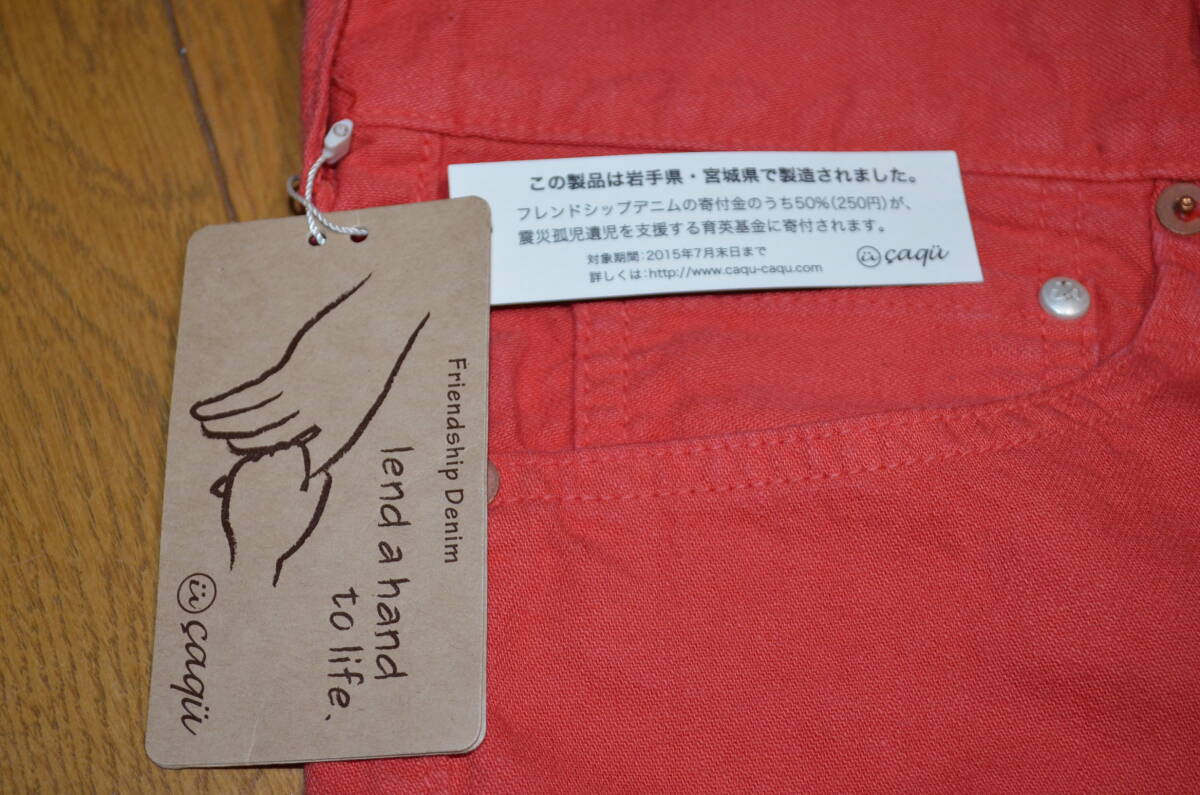 この製品は岩手県・宮城県で製造されました。
フレンドシップデニムの寄付金のうち50%(250円)が、
震災孤児遺児を支援する育英基金に寄付されます。
対象期間:2015年7月末日まで
詳しくは:http://www.caqu-caqu.com
çaqü
Friendship Denim
lend a hand
to life、
çaqü